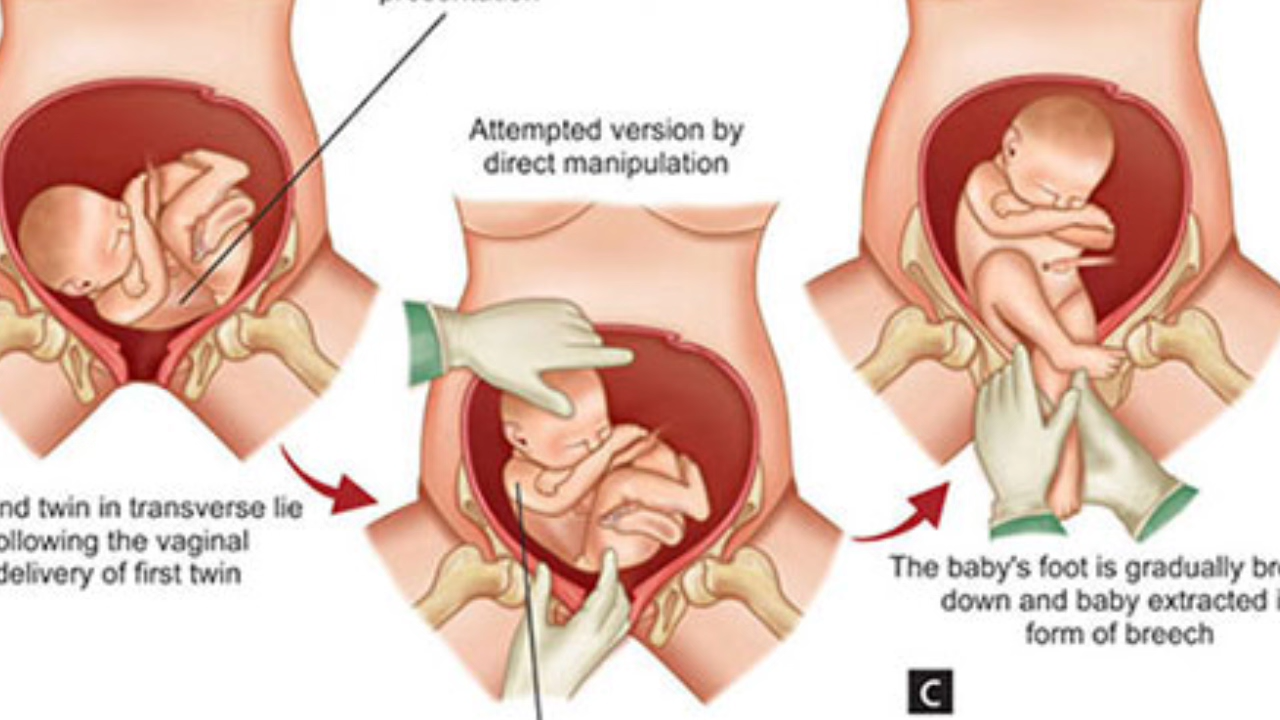 presentation
Attempted version by
direct manipulation
nd twin in transverse lie
ollowing the vaginal
delivery of first twin
The baby's foot is gradually br
down and baby extracted i
form of breech
C